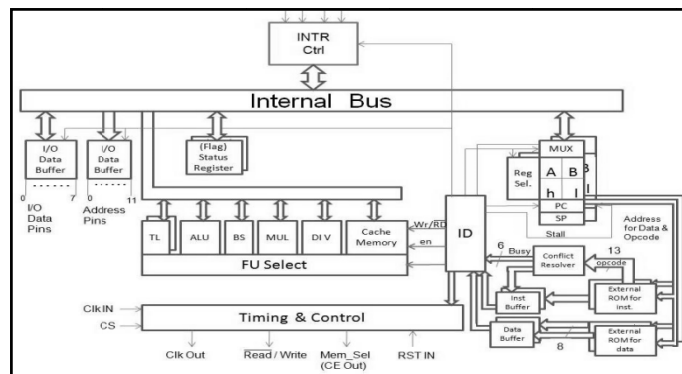 INTR
Ctrl
Internal Bus
I/O
Data
Buffer
I/O
Data
Buffer
(Flag)
Status
Register
MUX
Reg
Sel.
A
B
B
h
l
l
PC
SP
0
7
0
11
I/O
Data
Pins
Address
Pins
Address
for Data &
Opcode
Stall
TL
ALU
BS
MUL
DIV
Cache
Memory
Wr/RD
en
ID
FU Select
6
Busy
Conflict
Resolver
13
opcode
Inst
Buffer
External
ROM for
inst.
Data
Buffer
8
External
ROM for
data
Clk IN
CS
Timing & Control
Clk Out
Read / Write
Mem_Sel
(CE Out)
RST IN